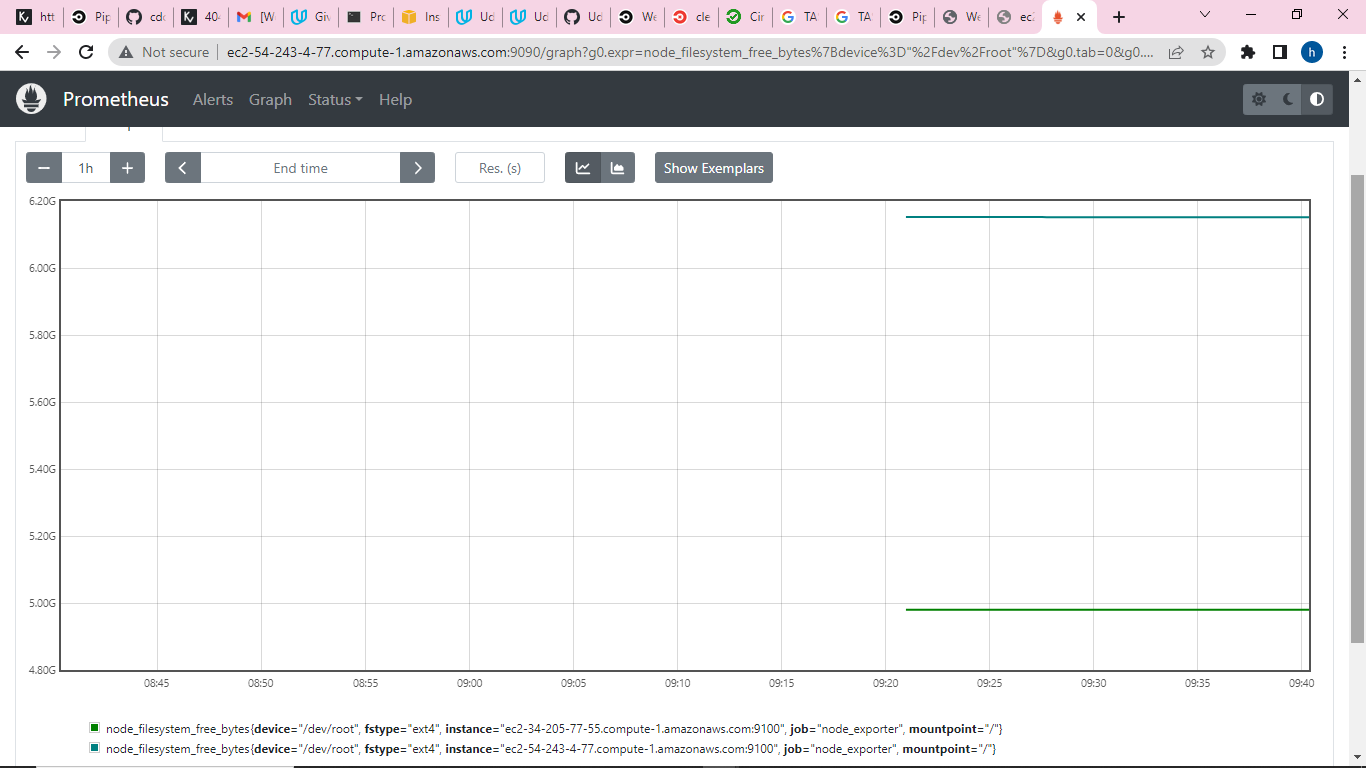 htt Pip cdc 40 [W Giv Pro Ins Ud Ud Ud We cle Cir TA TA Pip We ec
Not secure ec2-54-243-4-77.compute-1.amazonaws.com:9090/graph?g0.expr=node_filesystem_free_bytes%7Bdevice%3D"%2Fdev%2Froot"%7D&g0.tab=0&g0.... h
Prometheus Alerts Graph Status Help
1h End time Res. (s) Show Exemplars
6.20G
6.00G
5.80G
5.60G
5.40G
5.20G
5.00G
4.80G
08:45 08:50 08:55 09:00 09:05 09:10 09:15 09:20 09:25 09:30 09:35 09:40
node_filesystem_free_bytes{device="/dev/root", fstype="ext4", instance="ec2-34-205-77-55.compute-1.amazonaws.com:9100", job="node_exporter", mountpoint="/"}
node_filesystem_free_bytes{device="/dev/root", fstype="ext4", instance="ec2-54-243-4-77.compute-1.amazonaws.com:9100", job="node_exporter", mountpoint="/"}